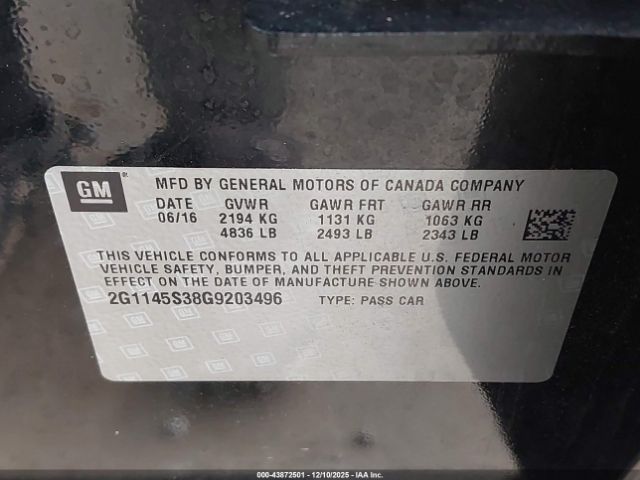 GM
MFD BY GENERAL MOTORS OF CANADA COMPANY
DATE GVWR GAWR FRT GAWR RR
06/16 2194 KG 1131 KG 1063 KG
4836 LB 2493 LB 2343 LB
THIS VEHICLE CONFORMS TO ALL APPLICABLE U.S. FEDERAL MOTOR
VEHICLE SAFETY, BUMPER, AND THEFT PREVENTION STANDARDS IN
EFFECT ON THE DATE OF MANUFACTURE SHOWN ABOVE.
2G1145S38G9203496 TYPE: PASS CAR
000-43872501 - 12/10/2025 - IAA Inc.